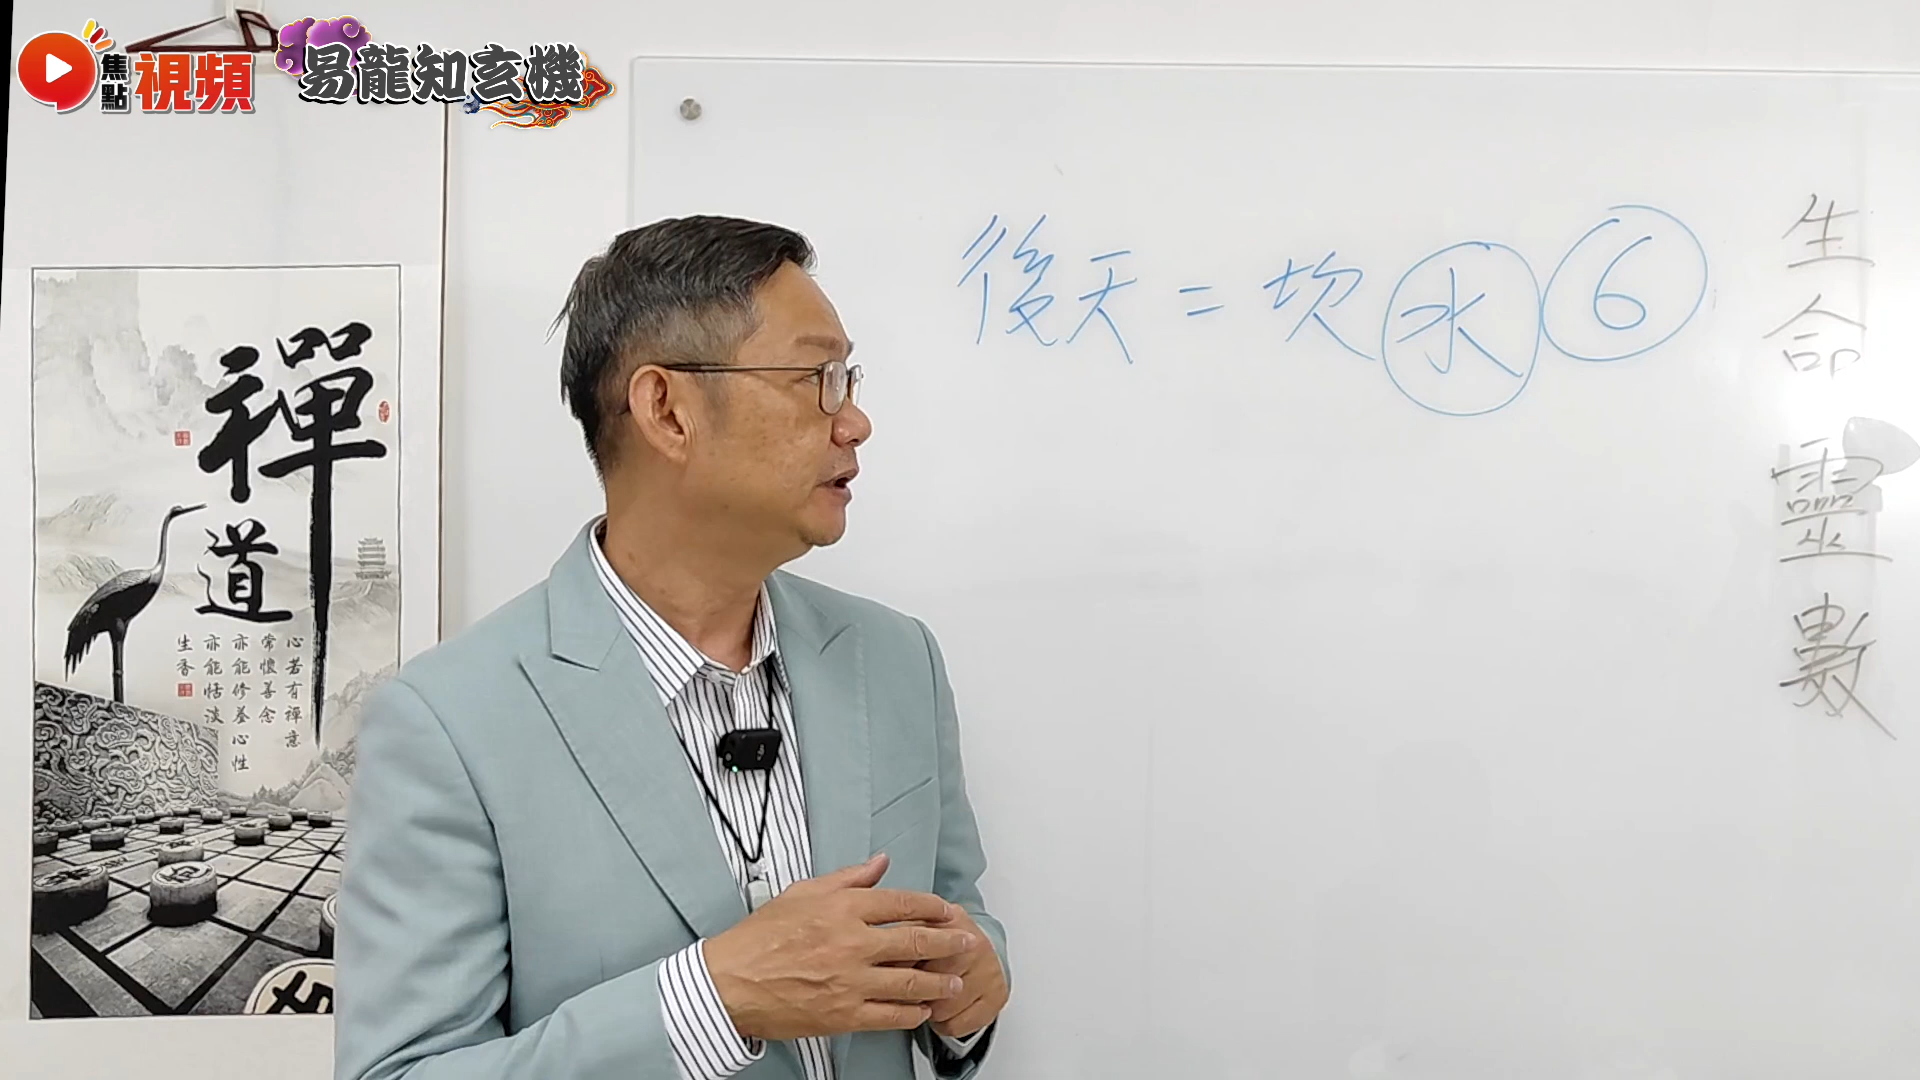 焦點視頻
易龍知玄機
後天=坎水6
生命靈數
禪道
心若有禪意
常懷善念
亦能修養心性
亦能恬淡
生香